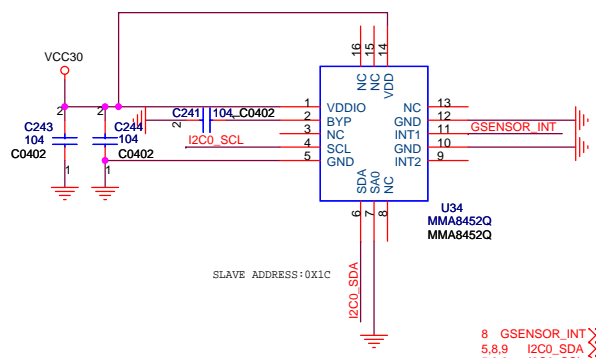 VCC30
2
2
C243
104
C0402
1
C244
104
C0402
1
C241
104
C0402
2
I2C0_SCL
16
15
14
NC
NC
VDD
1
VDDIO
2
BYP
3
NC
4
SCL
5
GND
NC
13
GND
12
INT1
11
GSENSOR_INT
GND
10
INT2
9
SDA
SA0
NC
6
7
8
U34
MMA8452Q
MMA8452Q
I2C0_SDA
SLAVE ADDRESS:0X1C
8 GSENSOR_INT
5,8,9 I2C0_SDA